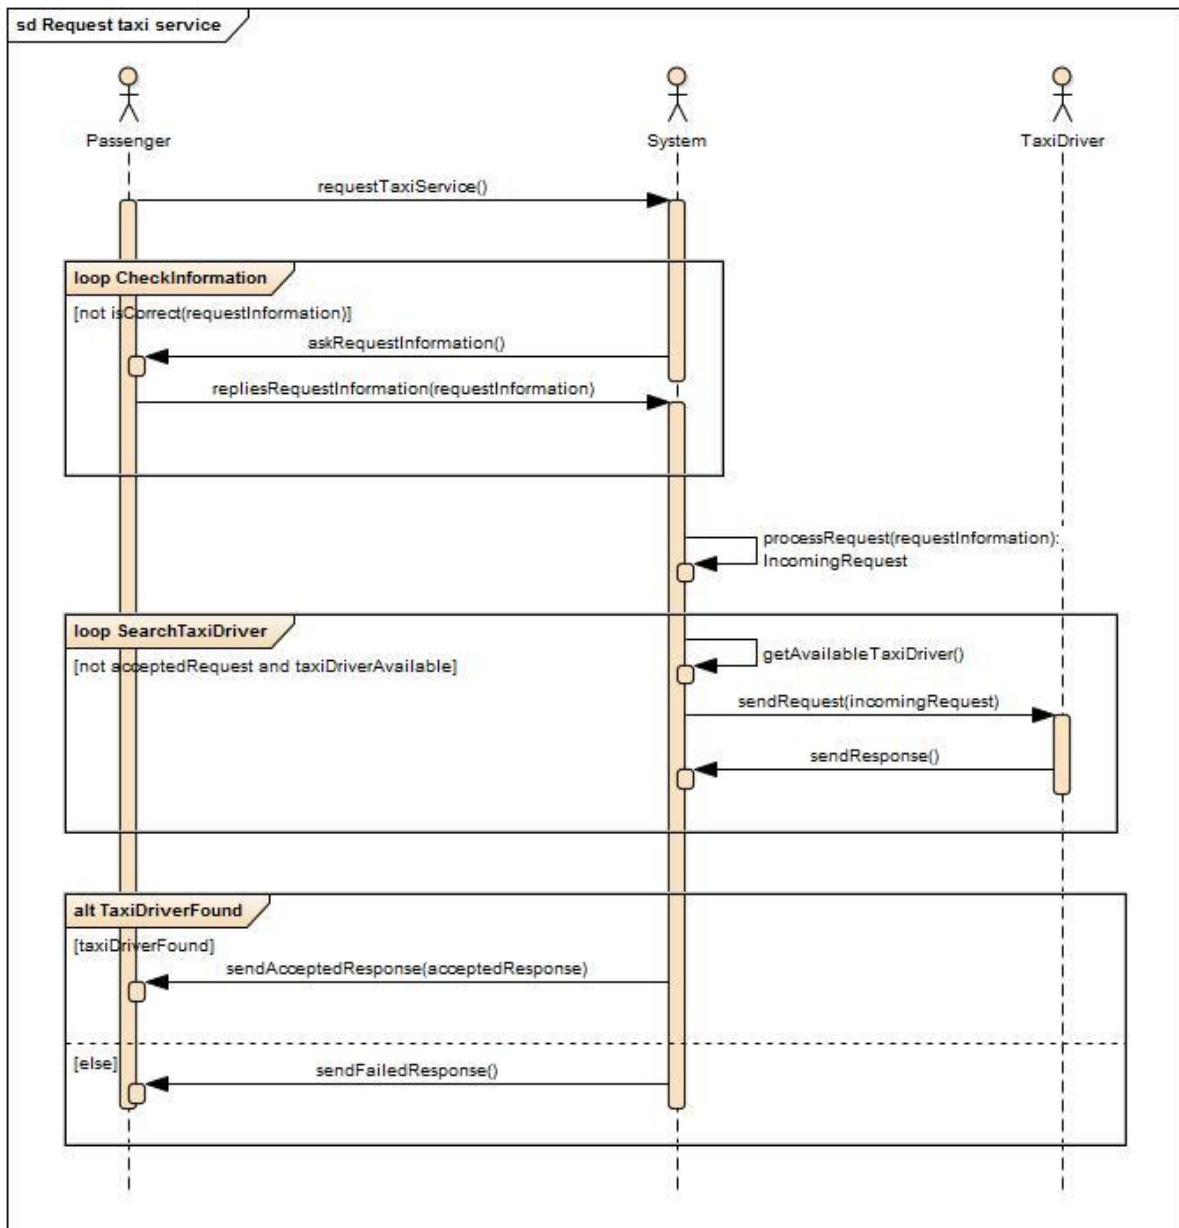 sd Request taxi service
Passenger
System
TaxiDriver
requestTaxiService()
loop CheckInformation
[not isCorrect(requestInformation)]
askRequestInformation()
repliesRequestInformation(requestInformation)
processRequest(requestInformation):
IncomingRequest
loop SearchTaxiDriver
[not acceptedRequest and taxiDriverAvailable]
getAvailableTaxiDriver()
sendRequest(incomingRequest)
sendResponse()
alt TaxiDriverFound
[taxiDriverFound]
sendAcceptedResponse(acceptedResponse)
[else]
sendFailedResponse()